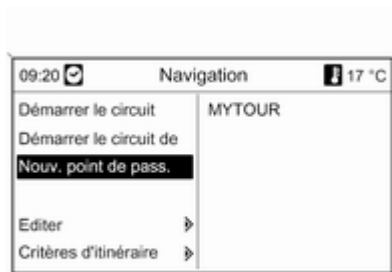 09:20 Navigation 17 °C
Démarrer le circuit
MYTOUR
Démarrer le circuit de
Nouv. point de pass.
Editer
Critères d'itinéraire